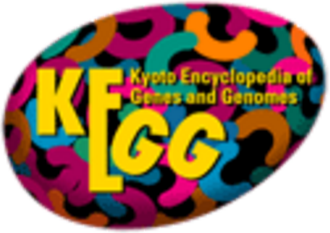 KEGG
Kyoto Encyclopedia of
Genes and Genomes